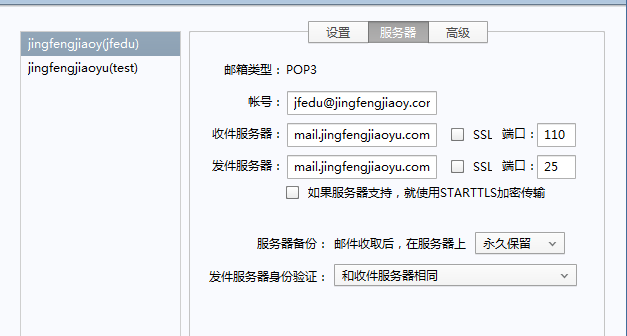 设置 服务器 高级
jingfengjiaoy(jfedu)
jingfengjiaoyu(test)
邮箱类型： POP3
帐号： jfedu@jingfengjiaoy.cor
收件服务器： mail.jingfengjiaoyu.com SSL 端口： 110
发件服务器： mail.jingfengjiaoyu.com SSL 端口： 25
如果服务器支持，就使用STARTTLS加密传输
服务器备份： 邮件收取后，在服务器上 永久保留
发件服务器身份验证： 和收件服务器相同